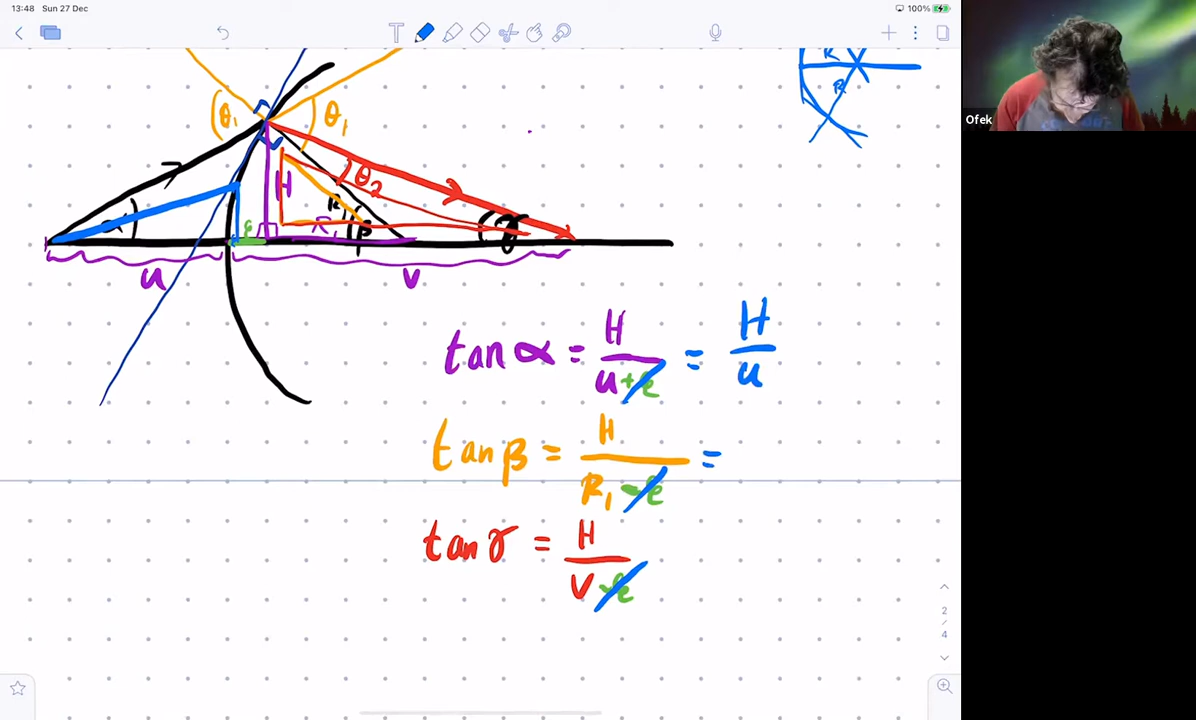 13:48 Sun 27 Dec
100%
T
R
R
θ1 θ1
θ2
H
α e R1 R β γ
u v
tan α = H / u + e = H / u
tan β = H / R1 - e =
tan γ = H / v - e
2 / 4
Ofek